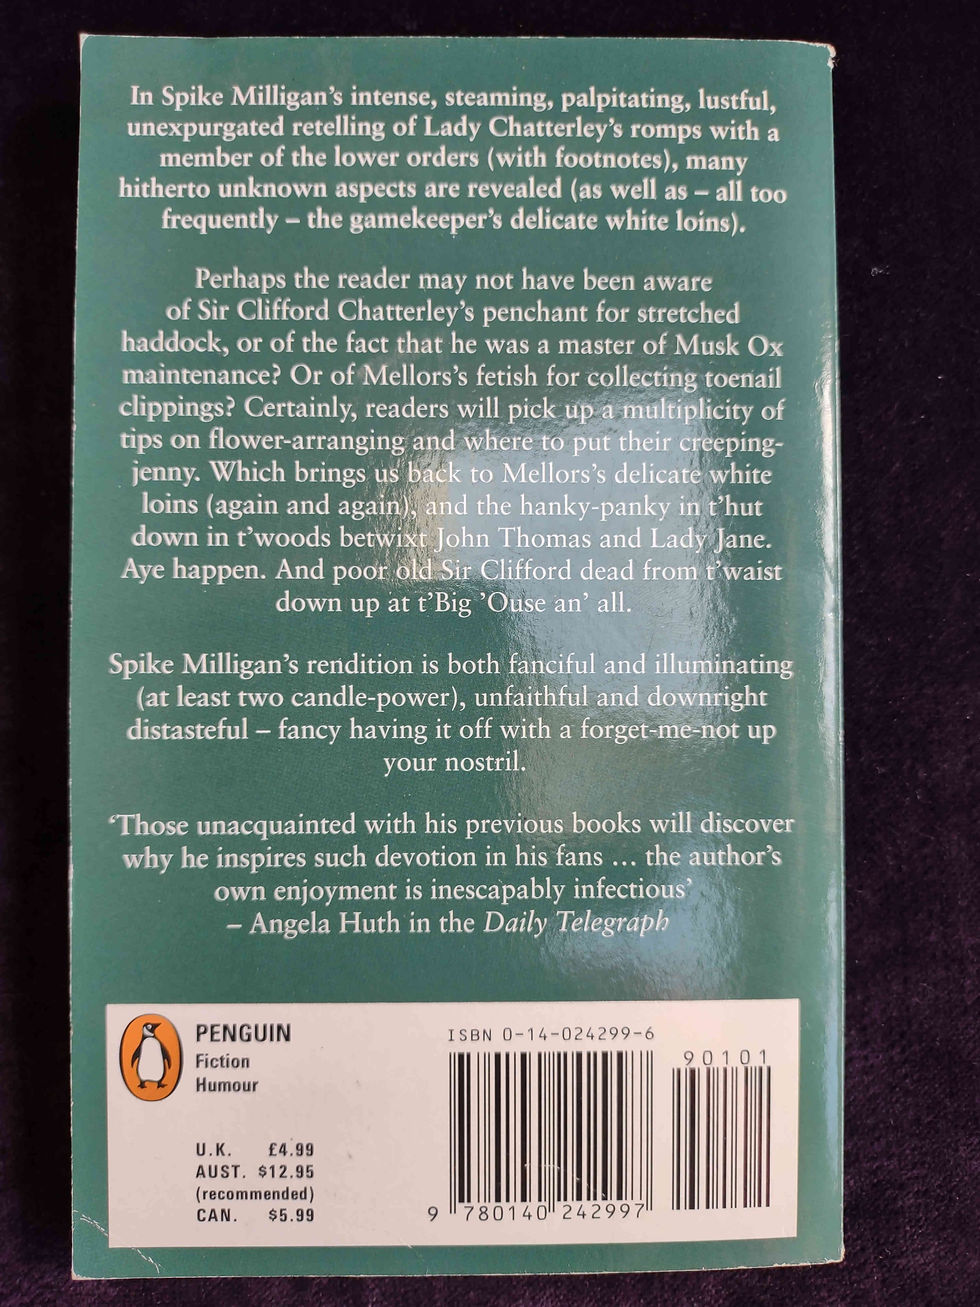 In Spike Milligan's intense, steaming, palpitating, lustful,
unexpurgated retelling of Lady Chatterley's romps with a
member of the lower orders (with footnotes), many
hitherto unknown aspects are revealed (as well as – all too
frequently – the gamekeeper's delicate white loins).
Perhaps the reader may not have been aware
of Sir Clifford Chatterley's penchant for stretched
haddock, or of the fact that he was a master of Musk Ox
maintenance? Or of Mellors's fetish for collecting toenail
clippings? Certainly, readers will pick up a multiplicity of
tips on flower-arranging and where to put their creeping-
jenny. Which brings us back to Mellors's delicate white
loins (again and again), and the hanky-panky in t'hut
down in t'woods betwixt John Thomas and Lady Jane.
Aye happen. And poor old Sir Clifford dead from t'waist
down up at t'Big 'Ouse an' all.
Spike Milligan's rendition is both fanciful and illuminating
(at least two candle-power), unfaithful and downright
distasteful – fancy having it off with a forget-me-not up
your nostril.
'Those unacquainted with his previous books will discover
why he inspires such devotion in his fans ... the author's
own enjoyment is inescapably infectious'
– Angela Huth in the Daily Telegraph
PENGUIN
Fiction
Humour
U.K. £4.99
AUST. $12.95
(recommended)
CAN. $5.99
ISBN 0-14-024299-6
90101
9 780140 242997